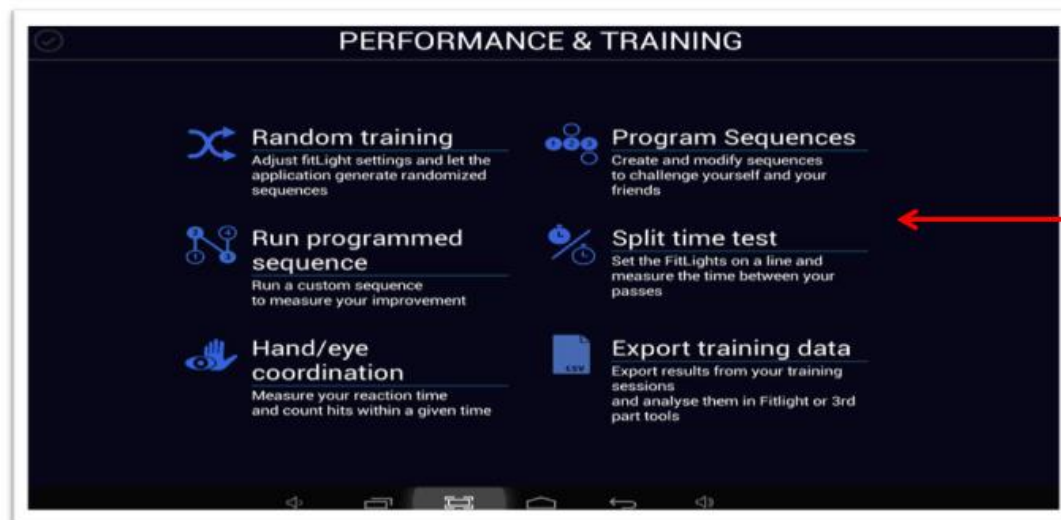 PERFORMANCE & TRAINING
Random training
Adjust fitLight settings and let the
application generate randomized
sequences
Run programmed
sequence
Run a custom sequence
to measure your improvement
Hand/eye
coordination
Measure your reaction time
and count hits within a given time
Program Sequences
Create and modify sequences
to challenge yourself and your
friends
Split time test
Set the FitLights on a line and
measure the time between your
passes
CSV
Export training data
Export results from your training
sessions
and analyse them in Fitlight or 3rd
part tools